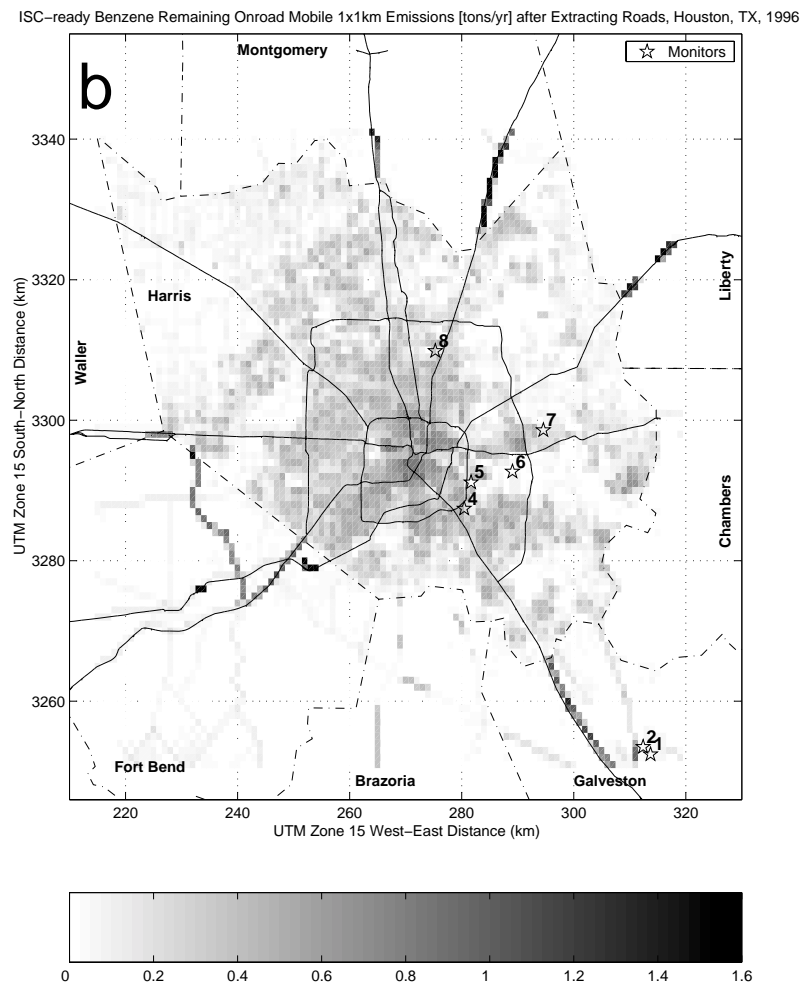 ISC−ready Benzene Remaining Onroad Mobile 1x1km Emissions [tons/yr] after Extracting Roads, Houston, TX, 1996
Montgomery
Monitors
b
3340
3320
Harris
Liberty
8
Waller
3300
7
6
5
4
Chambers
3280
3260
2
1
Fort Bend
Brazoria
Galveston
UTM Zone 15 South−North Distance (km)
220
240
260
280
300
320
UTM Zone 15 West−East Distance (km)
0
0.2
0.4
0.6
0.8
1
1.2
1.4
1.6